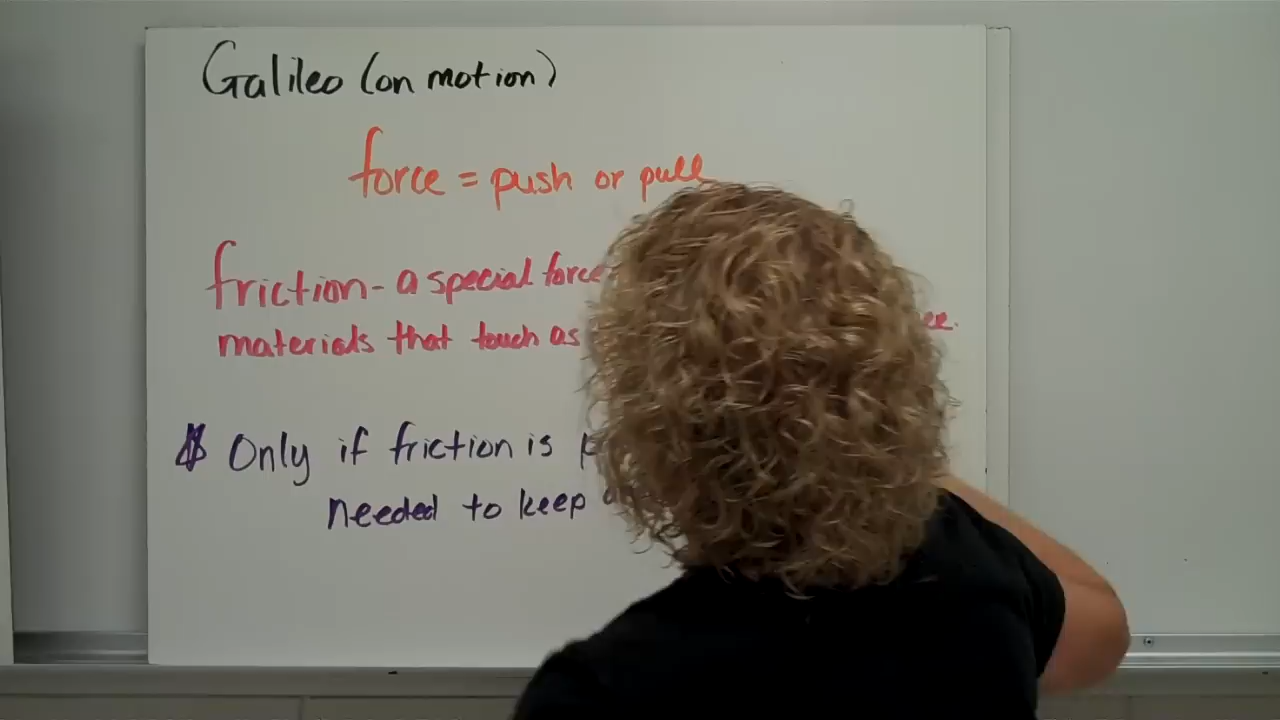 Galileo (on motion)
force = push or pull
friction - a special force
materials that touch as
Only if friction is
needed to keep